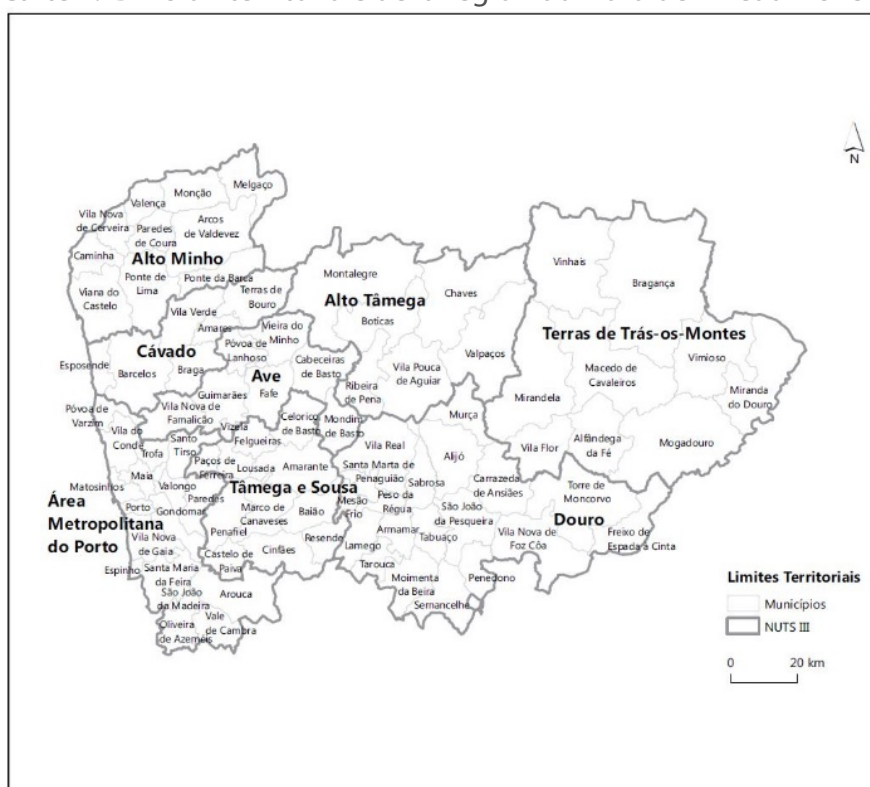 N
Melgaço
Monção
Valença
Vila Nova
de Cerveira
Paredes
de Coura
Arcos
de Valdevez
Caminha
Alto Minho
Ponte de
Lima
Ponte da Barca
Viana do
Castelo
Terras de
Bouro
Vila Verde
Amares
Vieira do
Minho
Póvoa de
Lanhoso
Cávado
Esposende
Barcelos
Braga
Cabeceiras
de Basto
Ave
Fafe
Guimarães
Vila Nova de
Famalicão
Vizela
Montalegre
Chaves
Alto Tâmega
Boticas
Valpaços
Vila Pouca
de Aguiar
Ribeira
de Pena
Vinhais
Bragança
Terras de Trás-os-Montes
Vimioso
Macedo de
Cavaleiros
Miranda
do Douro
Mirandela
Mogadouro
Alfândega
da Fé
Vila Flor
Póvoa de
Varzim
Vila do
Conde
Santo
Tirso
Trofa
Maia
Matosinhos
Valongo
Paredes
Porto
Gondomar
Área
Metropolitana
do Porto
Vila Nova
de Gaia
Espinho
Santa Maria
da Feira
São João
da Madeira
Arouca
Oliveira
de Azeméis
Vale
de Cambra
Celorico
de Basto
Felgueiras
Paços de
Ferreira
Lousada
Amarante
Tâmega e Sousa
Marco de
Canaveses
Baião
Penafiel
Resende
Cinfães
Castelo de
Paiva
Mondim
de Basto
Murça
Vila Real
Alijó
Santa Marta de
Penaguião
Sabrosa
Carrazeda
de Ansiães
Mesão
Frio
Peso da
Régua
São João
da Pesqueira
Torre de
Moncorvo
Douro
Armamar
Tabuaço
Vila Nova de
Foz Côa
Freixo de
Espada à Cinta
Lamego
Tarouca
Moimenta
da Beira
Penedono
Sernancelhe
Limites Territoriais
Municípios
NUTS III
0 20 km